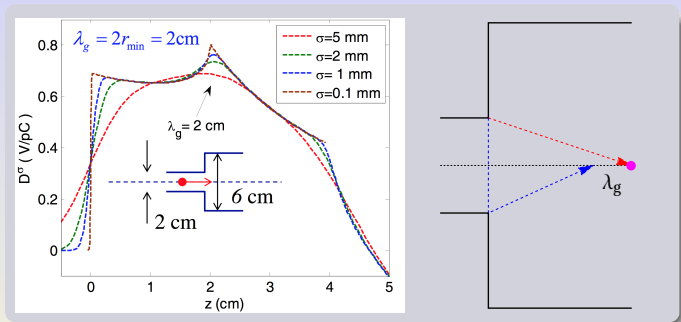 λg = 2rmin = 2cm
σ=5 mm
σ=2 mm
σ= 1 mm
σ=0.1 mm
0.8
0.6
0.4
0.2
0
D^σ ( V/pC)
λg= 2 cm
6 cm
2 cm
0
1
2
3
4
5
z (cm)
λg